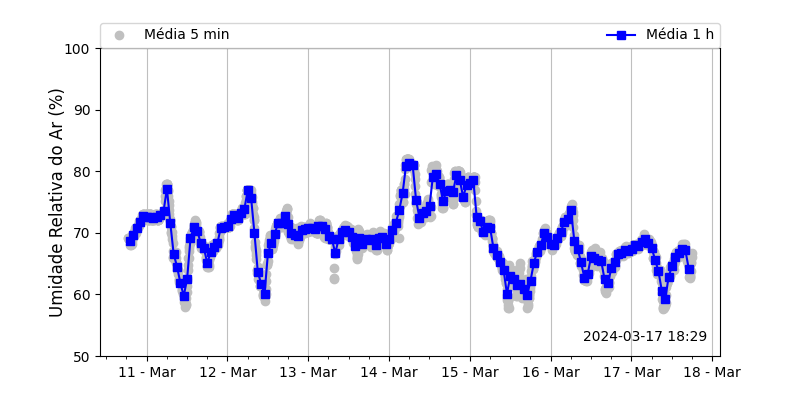 Média 5 min
Média 1 h
100
90
80
70
60
50
Umidade Relativa do Ar (%)
2024-03-17 18:29
11 - Mar
12 - Mar
13 - Mar
14 - Mar
15 - Mar
16 - Mar
17 - Mar
18 - Mar